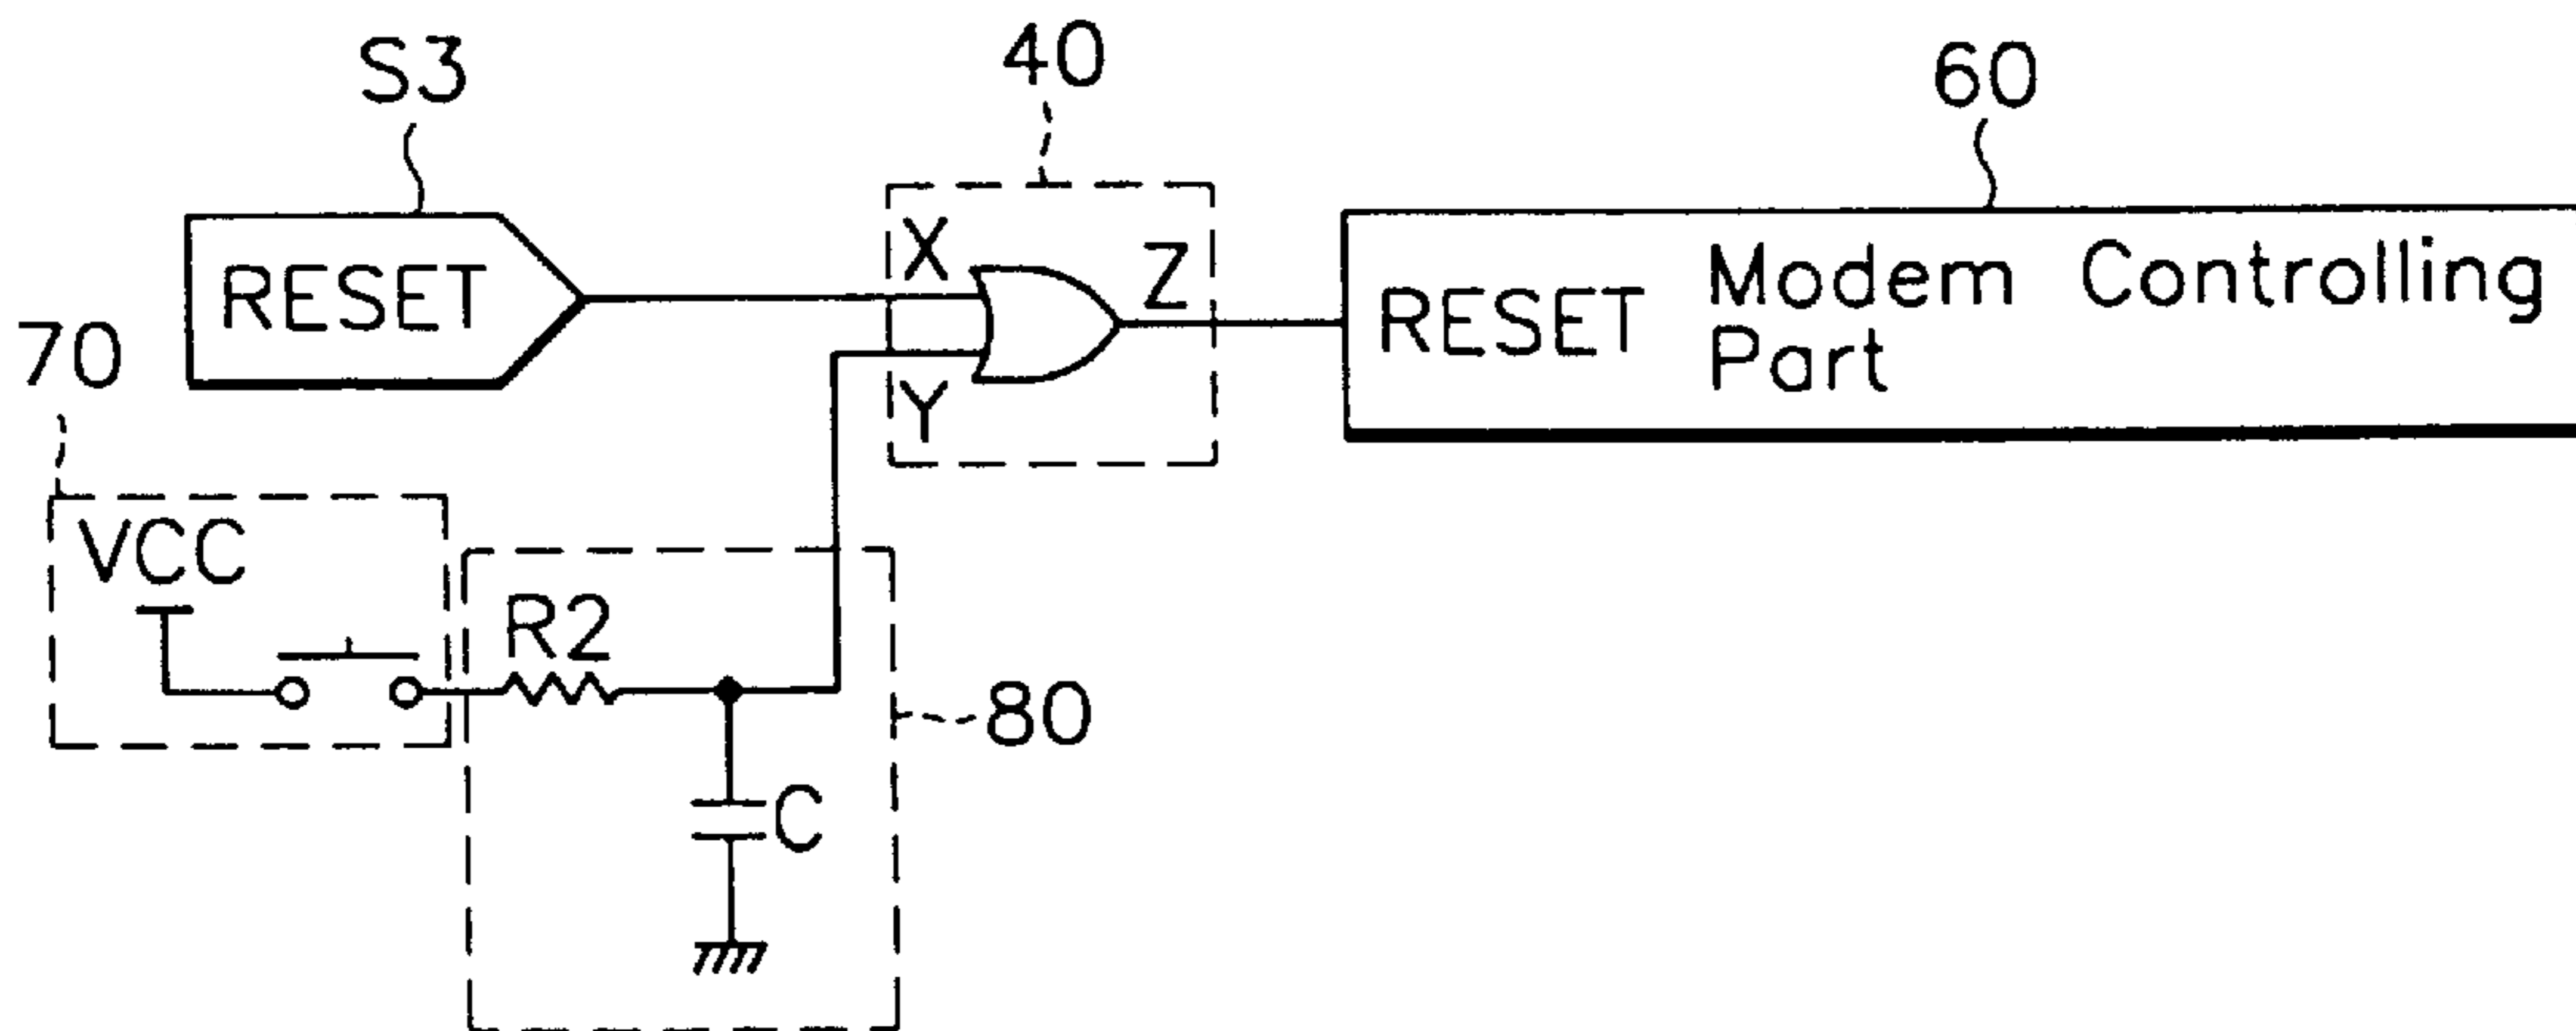 S3
40
60
RESET
X
Z
Y
RESET
Modem Controlling
Part
70
VCC
R2
80
C